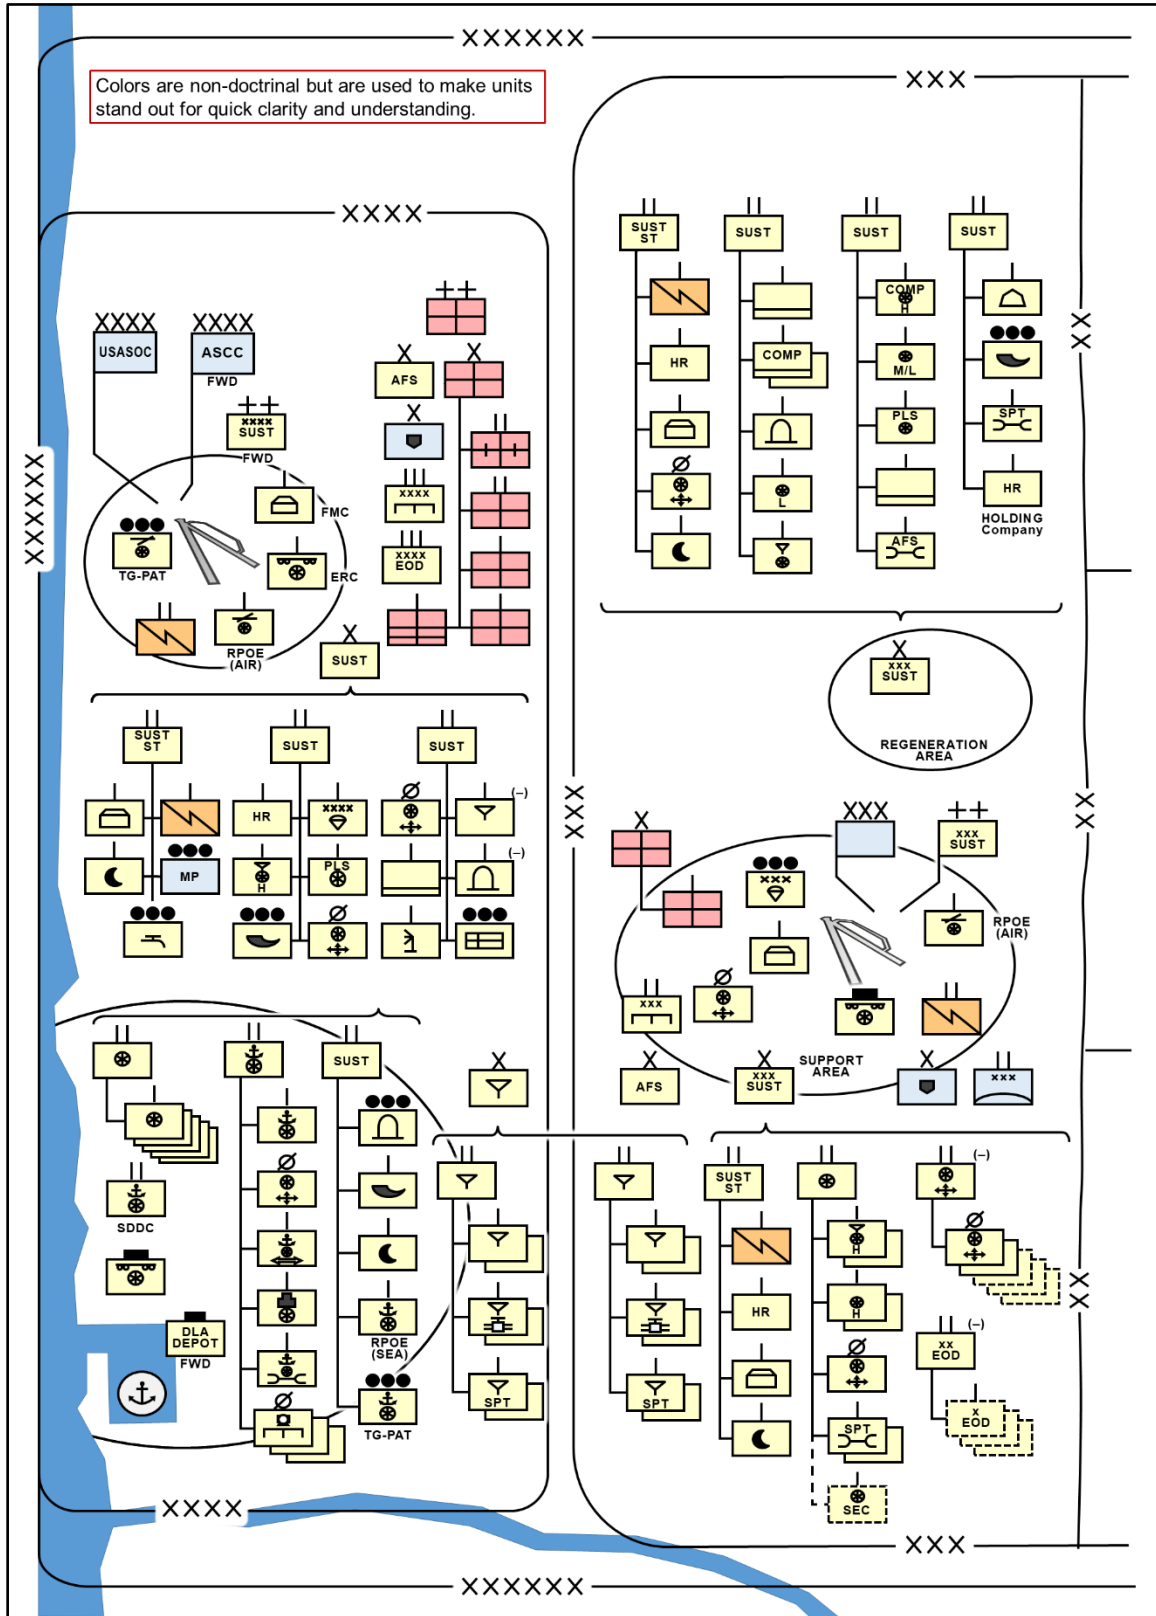 XXXXXX
Colors are non-doctrinal but are used to make units
stand out for quick clarity and understanding.
XXX
XXXX
SUST
ST
SUST
SUST
SUST
COMP
H
HR
COMP
M/L
XX
XXXX
USASOC
XXXX
ASCC
FWD
X
AFS
X
X
xxxx
SUST
FWD
PLS
SPT
L
HR
HOLDING
Company
AFS
XXXXXX
FMC
xxxx
xxxx
EOD
TG-PAT
ERC
RPOE
(AIR)
X
SUST
X
xxx
SUST
REGENERATION
AREA
SUST
ST
SUST
SUST
HR
xxxx
(–)
MP
H
PLS
(–)
XXX
XX
X
XXX
xxx
SUST
xxx
RPOE
(AIR)
xxx
X
AFS
X
xxx
SUST
SUPPORT
AREA
X
xxx
SUST
X
SDDC
DLA
DEPOT
FWD
RPOE
(SEA)
TG-PAT
SPT
SPT
SUST
ST
HR
H
H
SPT
SEC
(–)
XX
(–)
xx
EOD
x
EOD
XXXX
XXX
XXXXXX